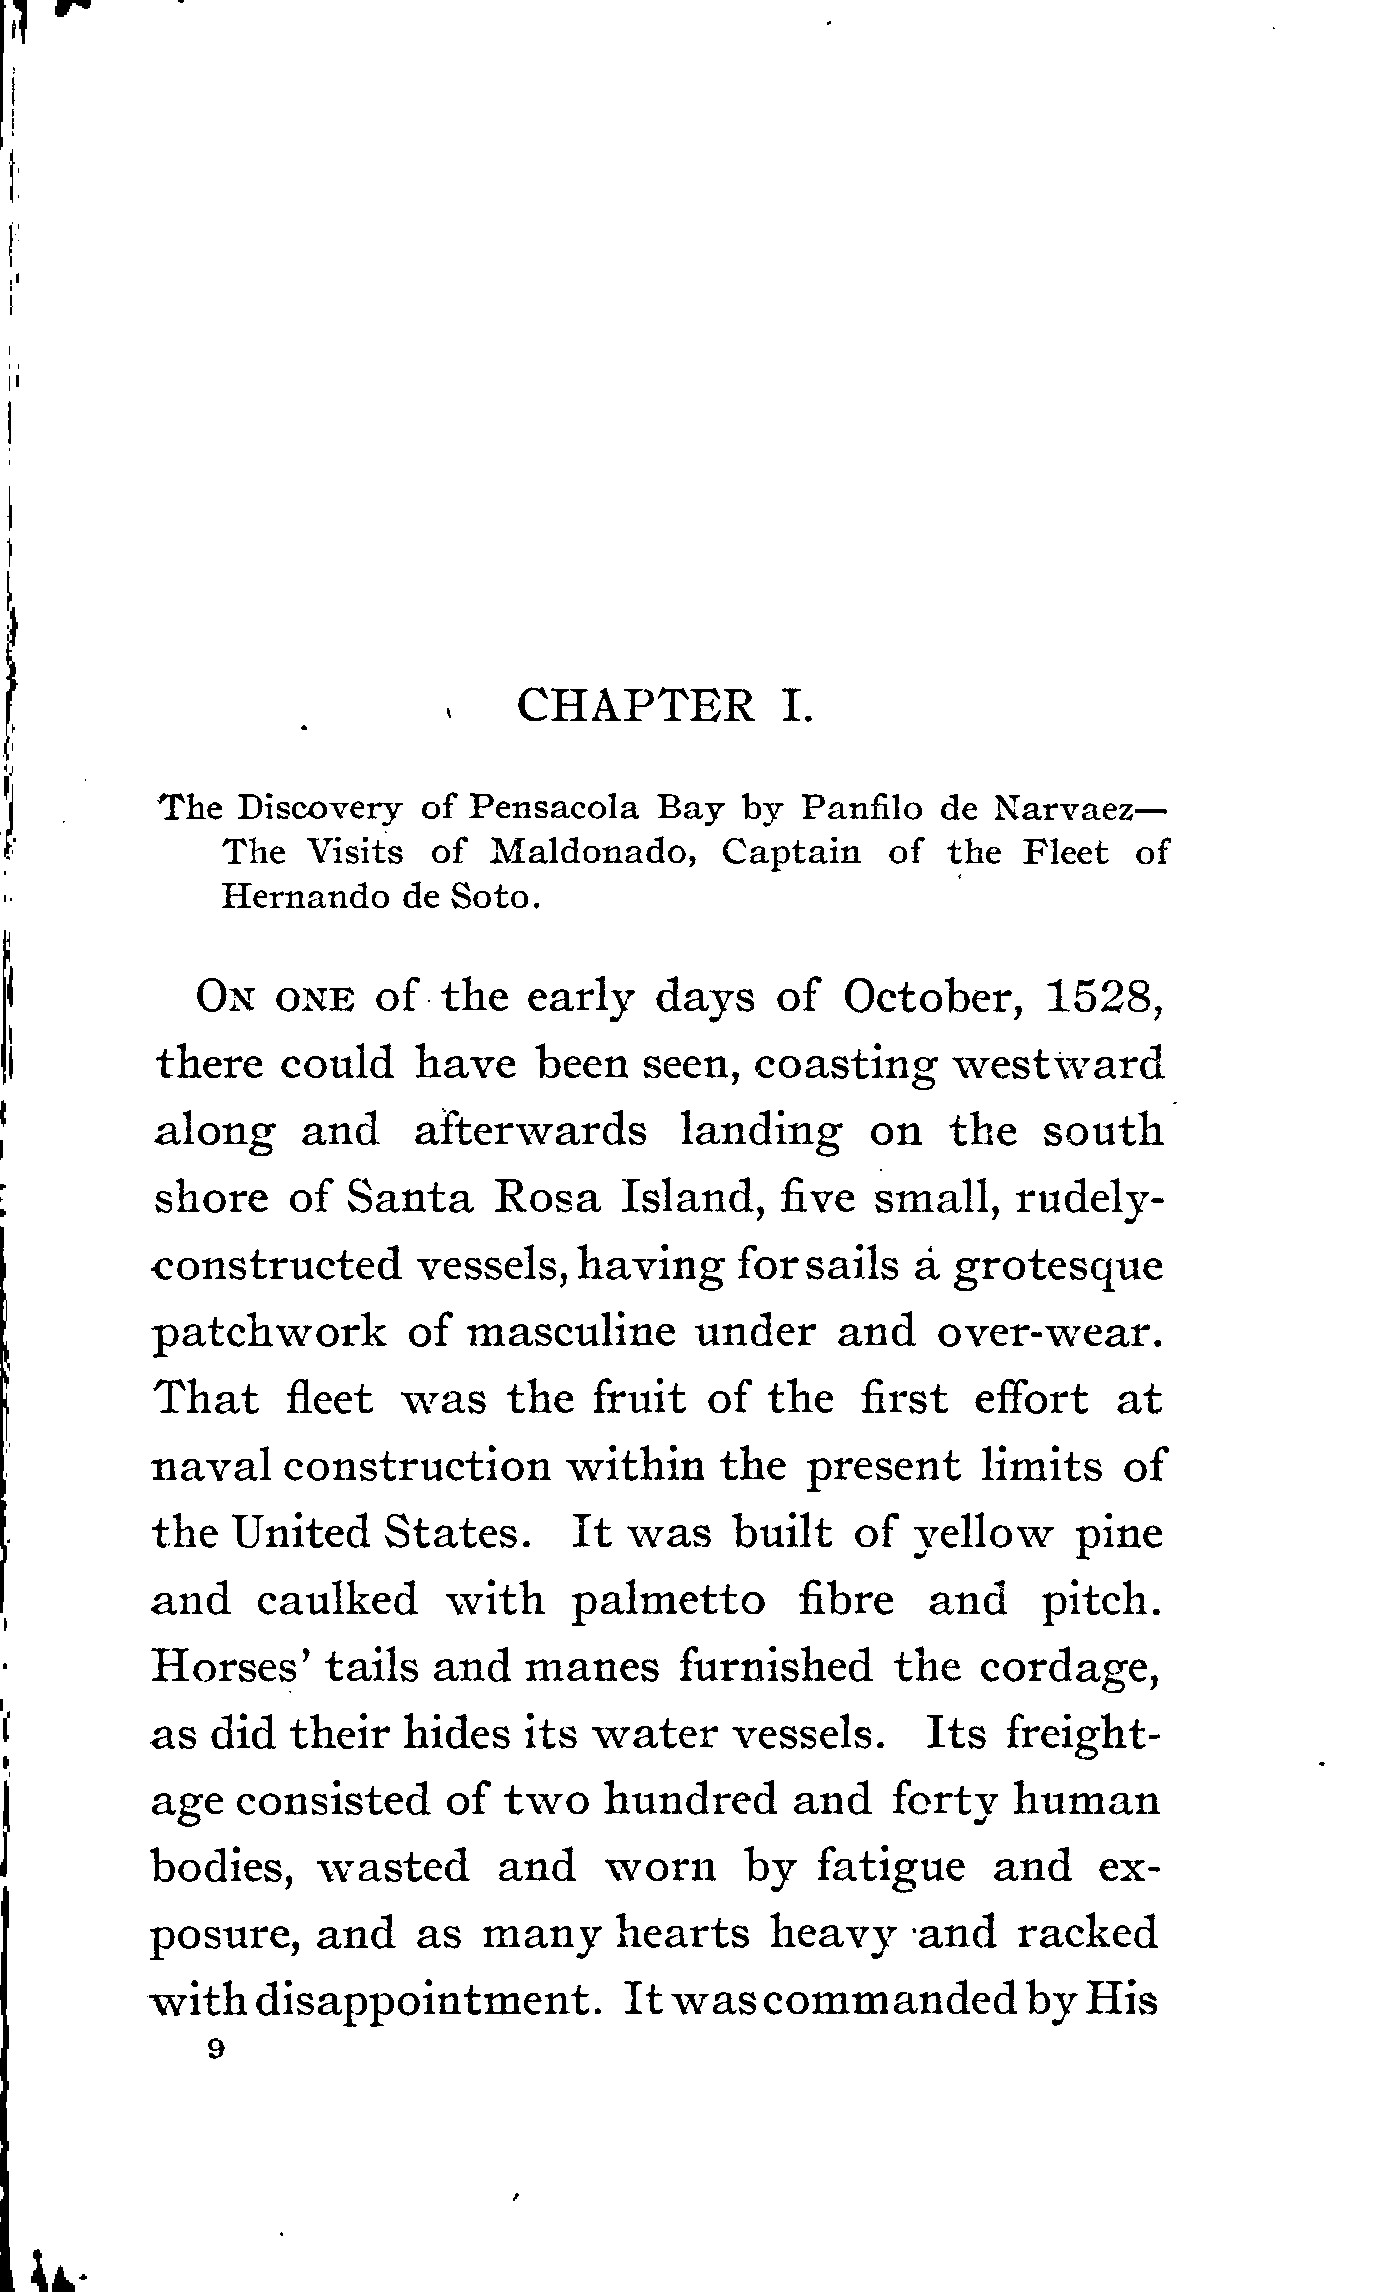 CHAPTER I.
The Discovery of Pensacola Bay by Panfilo de Narvaez—
The Visits of Maldonado, Captain of the Fleet of
Hernando de Soto.
On one of the early days of October, 1528,
there could have been seen, coasting westward
along and afterwards landing on the south
shore of Santa Rosa Island, five small, rudely-
constructed vessels, having for sails a grotesque
patchwork of masculine under and over-wear.
That fleet was the fruit of the first effort at
naval construction within the present limits of
the United States. It was built of yellow pine
and caulked with palmetto fibre and pitch.
Horses' tails and manes furnished the cordage,
as did their hides its water vessels. Its freight-
age consisted of two hundred and forty human
bodies, wasted and worn by fatigue and ex-
posure, and as many hearts heavy and racked
with disappointment. It was commanded by His
9